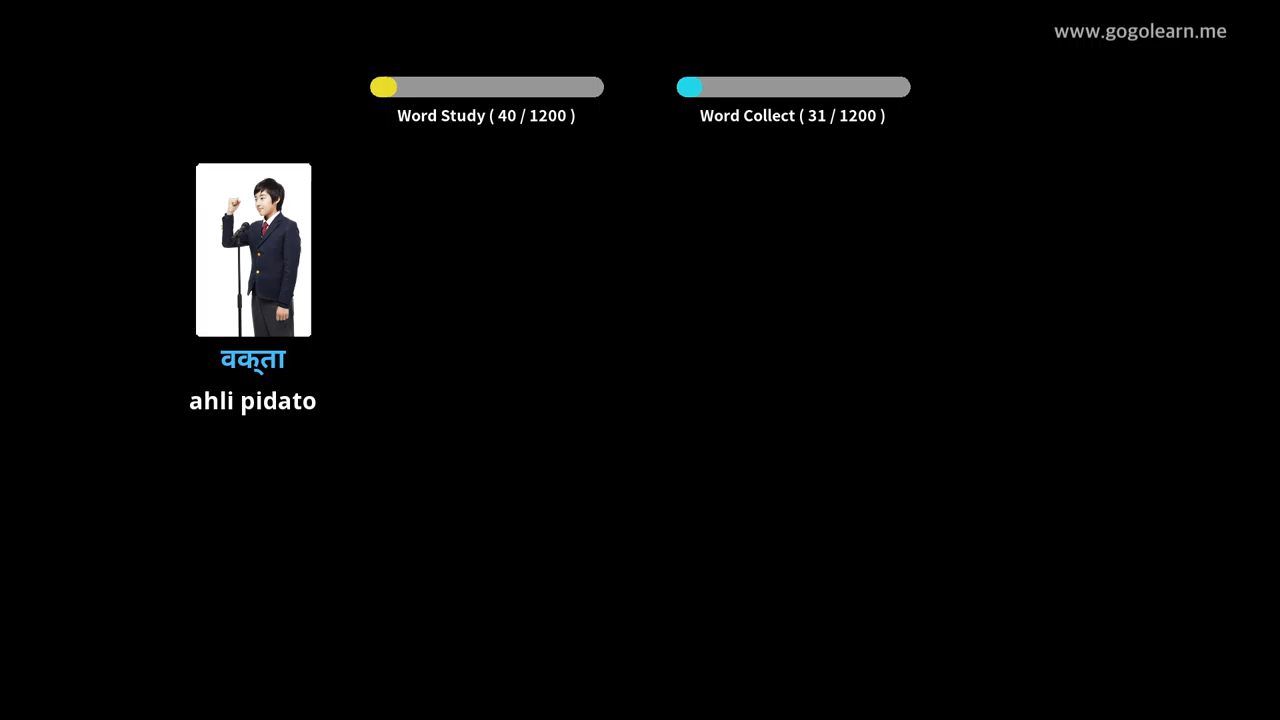 www.gogolearn.me
Word Study ( 40 / 1200 )
Word Collect ( 31 / 1200 )
वक्ता
ahli pidato